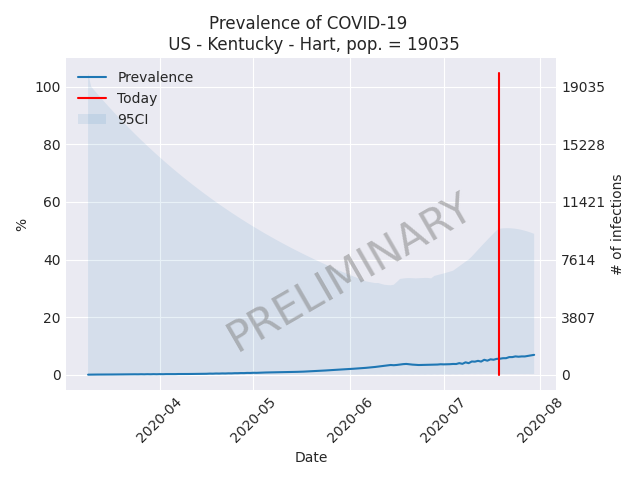 Prevalence of COVID-19
US - Kentucky - Hart, pop. = 19035
Prevalence
Today
95CI
100
80
60
40
20
0
%
19035
15228
11421
7614
3807
0
# of infections
PRELIMINARY
2020-04
2020-05
2020-06
2020-07
2020-08
Date